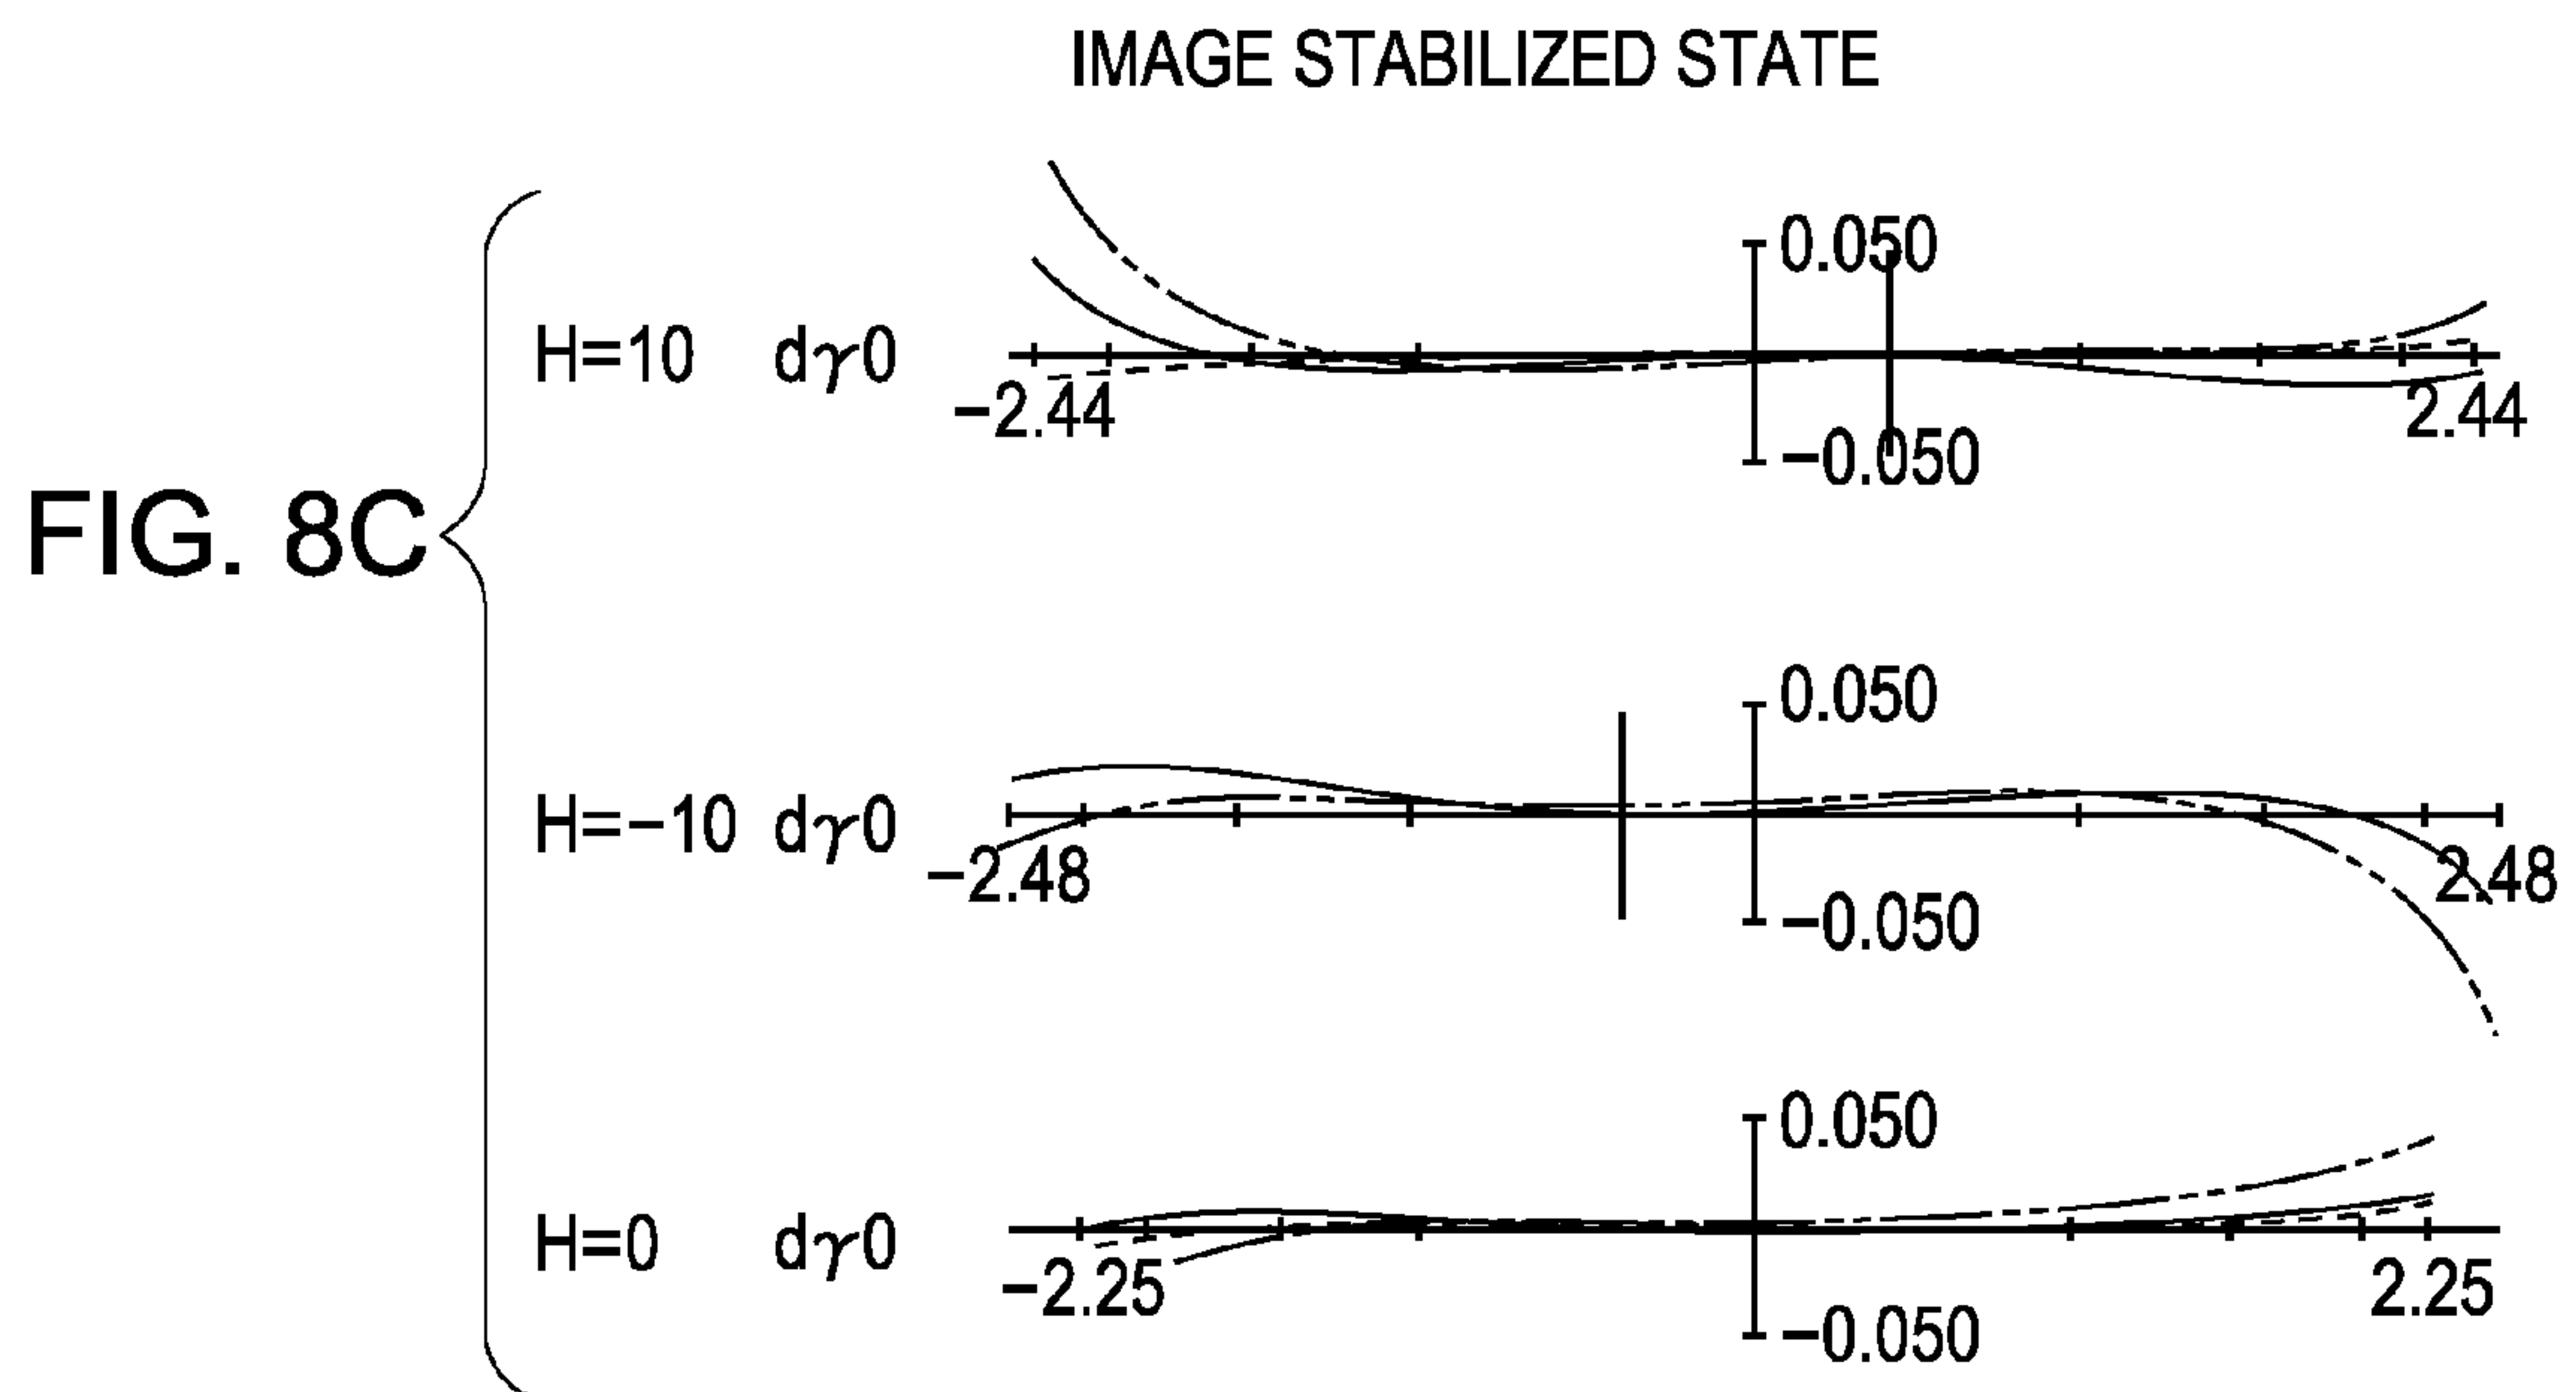 IMAGE STABILIZED STATE
0.050
H=10 dγ0
−2.44 2.44
−0.050
FIG. 8C
0.050
H=−10 dγ0
−2.48 2.48
−0.050
0.050
H=0 dγ0
−2.25 2.25
−0.050